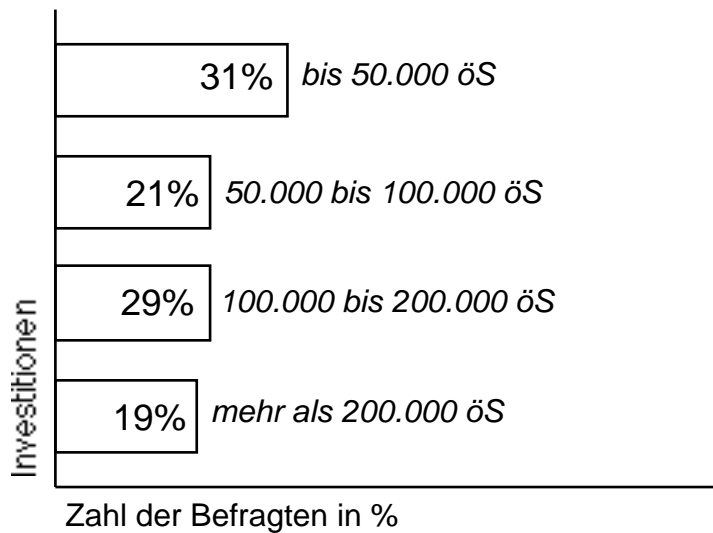 31% bis 50.000 öS
21% 50.000 bis 100.000 öS
29% 100.000 bis 200.000 öS
19% mehr als 200.000 öS
Investitionen
Zahl der Befragten in %